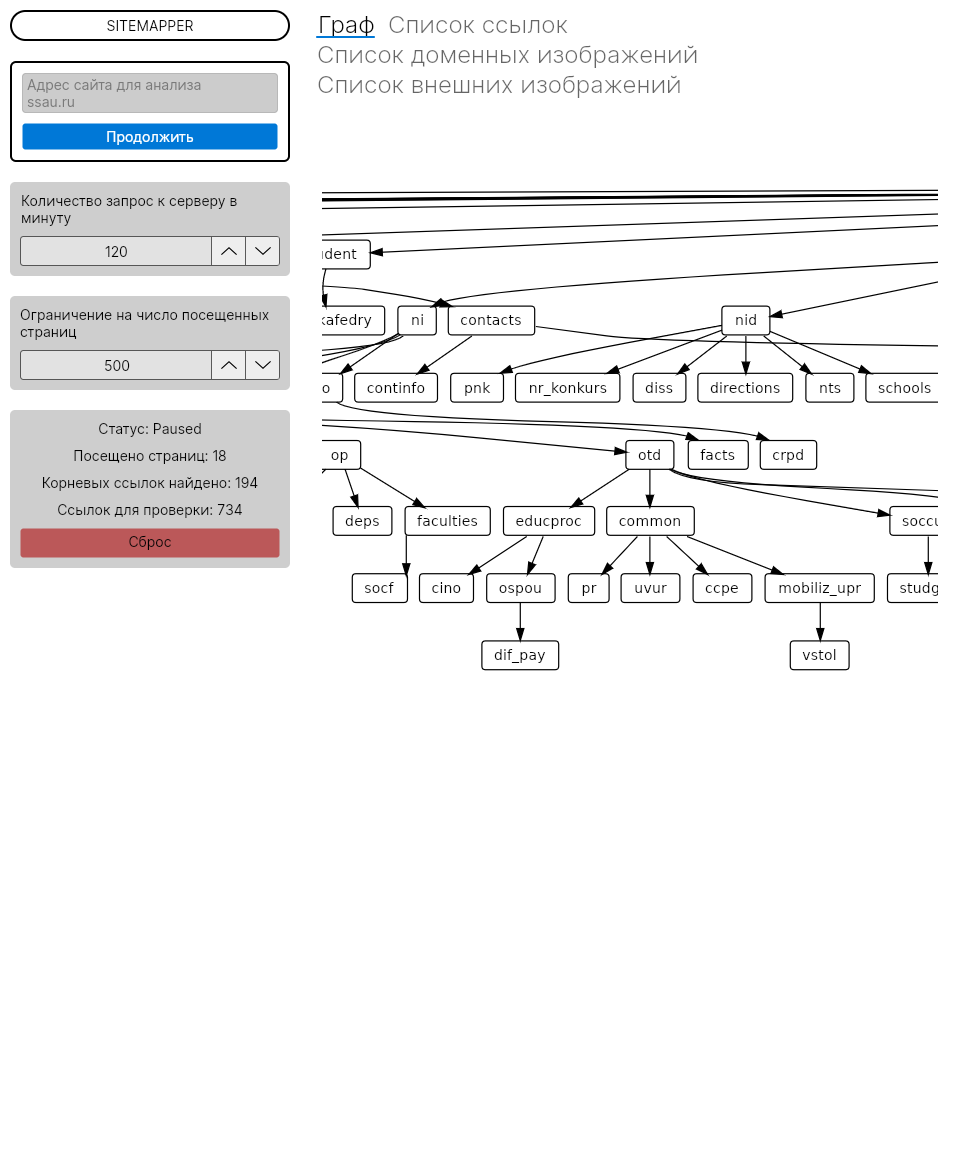 SITEMAPPER
Адрес сайта для анализа
ssau.ru
Продолжить
Количество запрос к серверу в
минуту
120
Ограничение на число посещенных
страниц
500
Статус: Paused
Посещено страниц: 18
Корневых ссылок найдено: 194
Ссылок для проверки: 734
Сброс
Граф Список ссылок
Список доменных изображений
Список внешних изображений
udent
kafedry ni contacts nid
o continfo pnk nr_konkurs diss directions nts schools
op otd facts crpd
deps faculties educproc common soccu
socf cino ospou pr uvur ccpe mobiliz_upr studg
dif_pay vstol